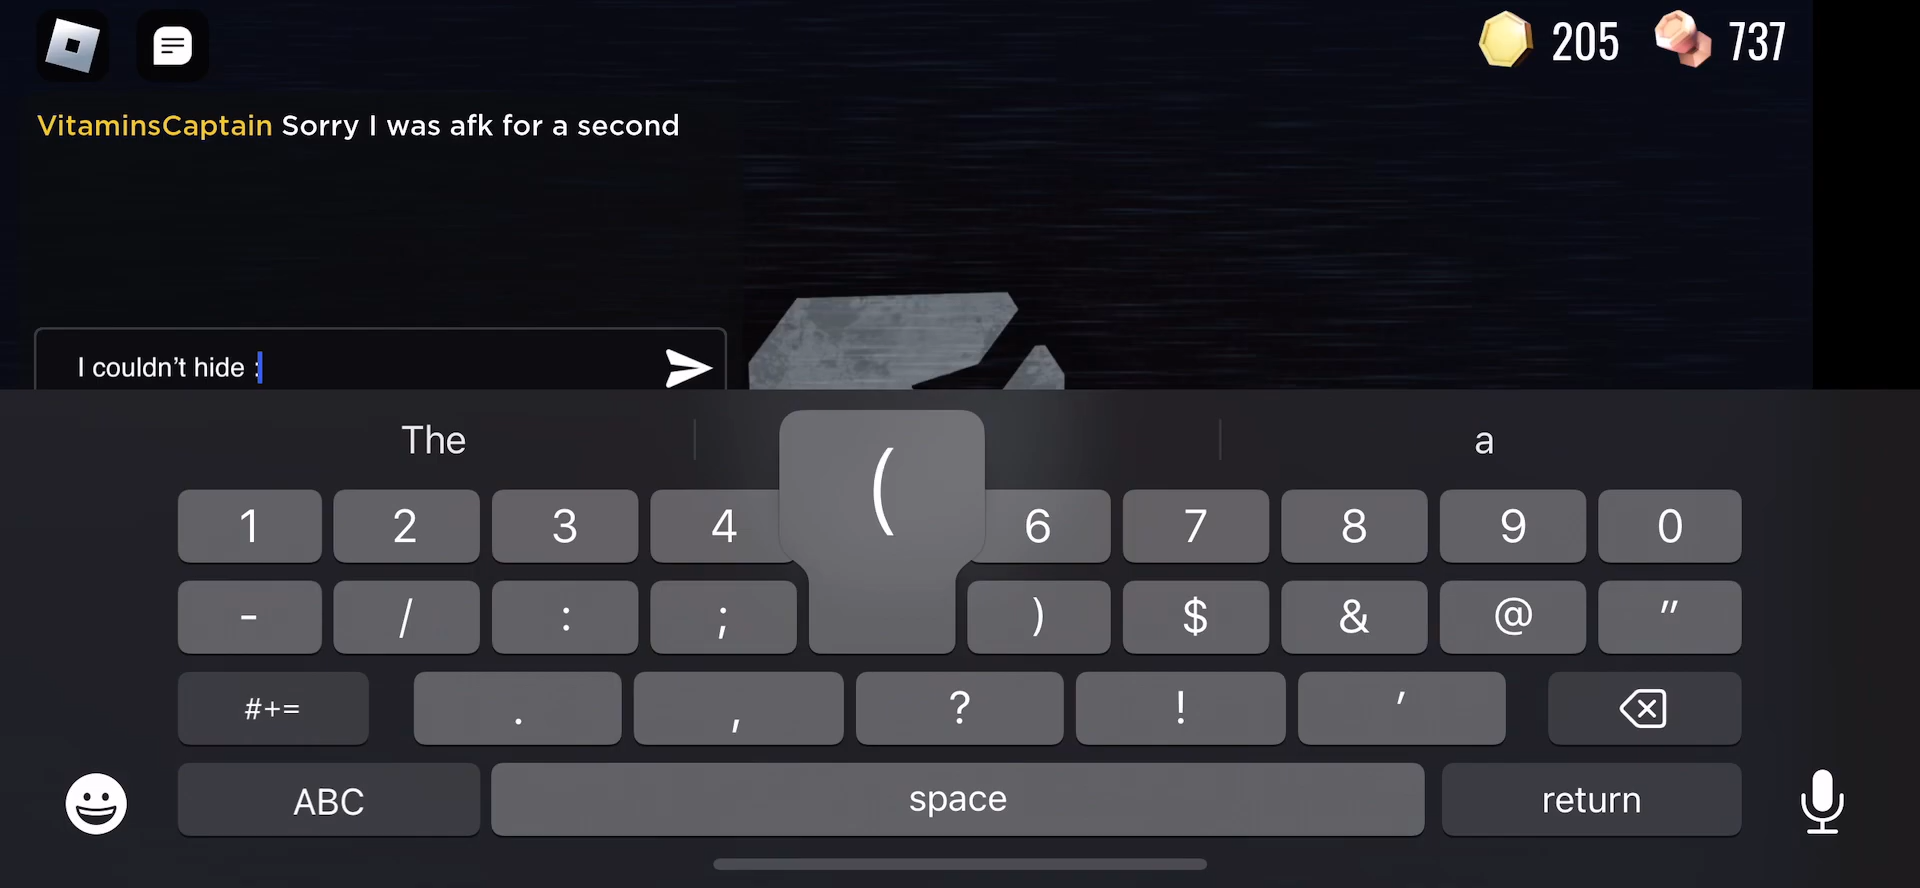 205 737
VitaminsCaptain Sorry I was afk for a second
I couldn’t hide :
The a
(
1 2 3 4 6 7 8 9 0
- / : ; ) $ & @ "
#+= . , ? ! '
ABC space return